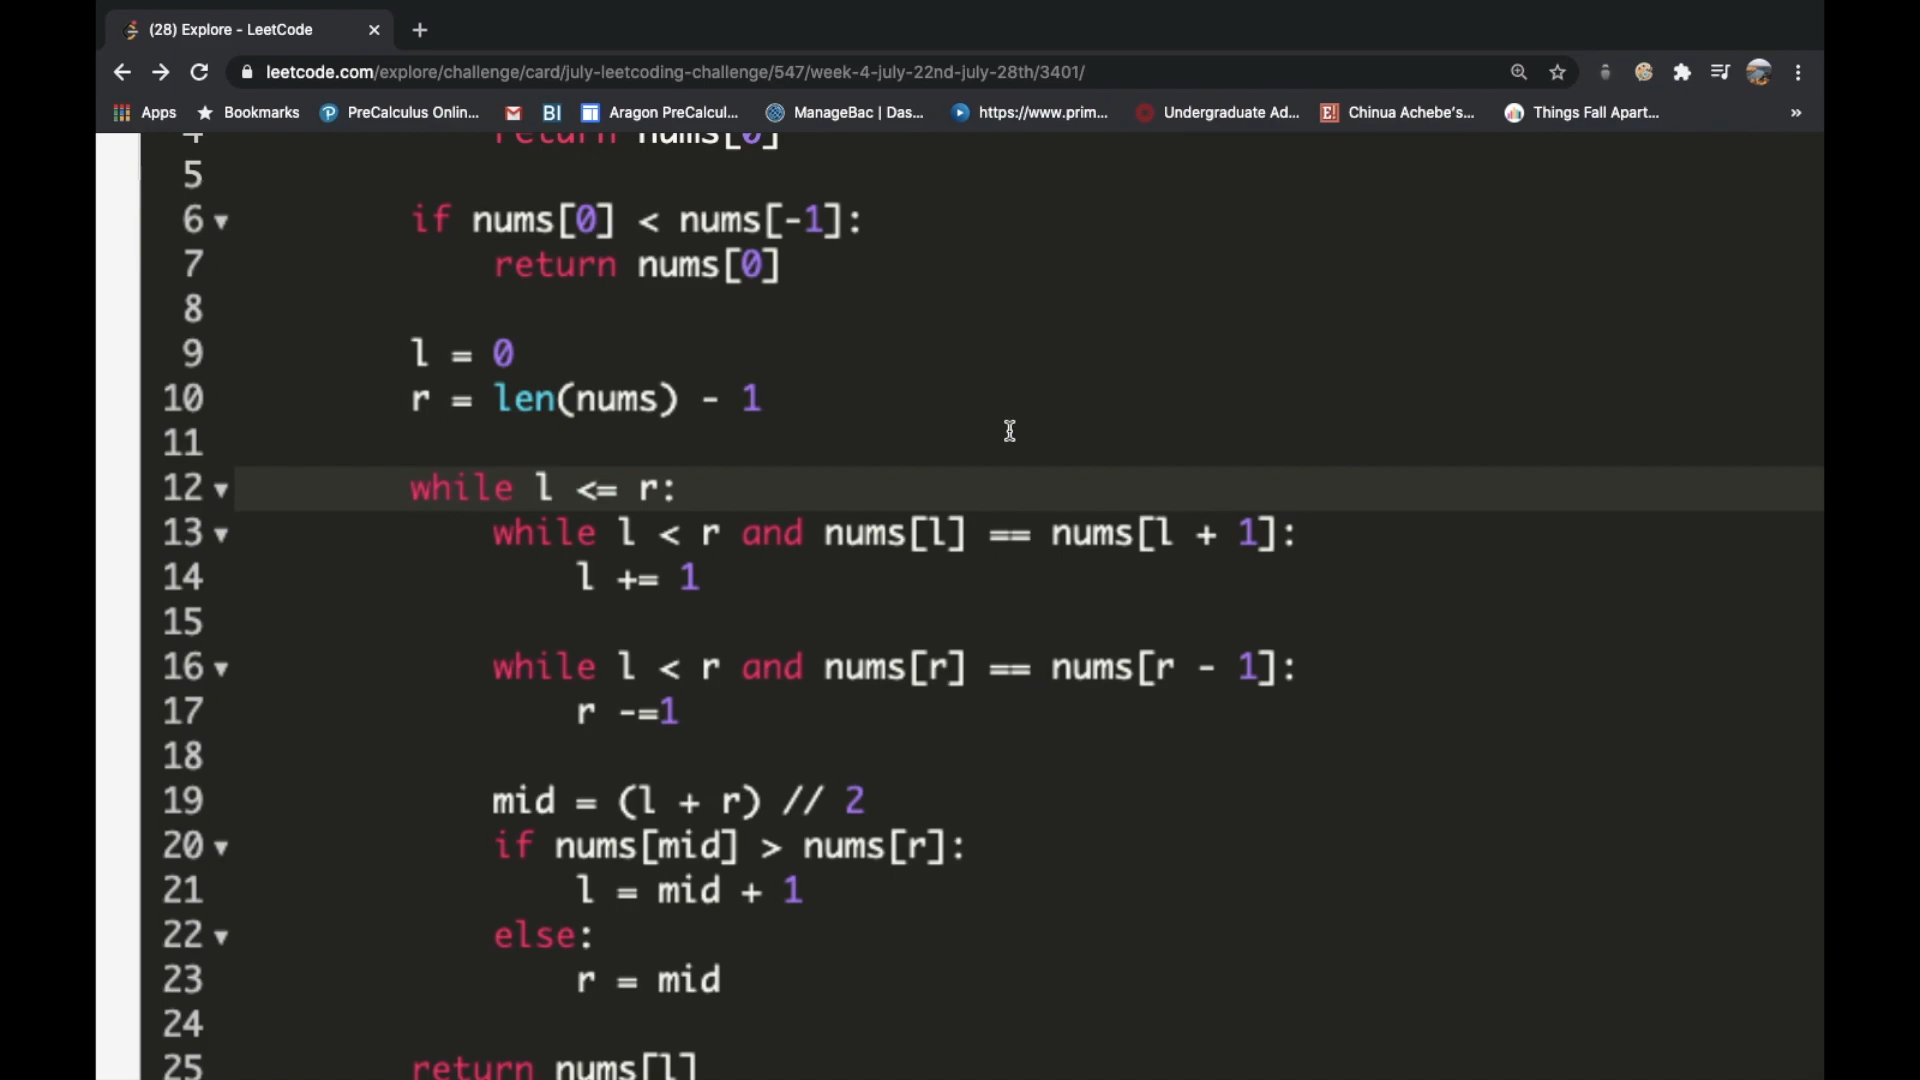 (28) Explore - LeetCode
leetcode.com/explore/challenge/card/july-leetcoding-challenge/547/week-4-july-22nd-july-28th/3401/
Apps Bookmarks PreCalculus Onlin... BI Aragon PreCalcul... ManageBac | Das... https://www.prim... Undergraduate Ad... E! Chinua Achebe's... Things Fall Apart... »
4 return nums[0]
5
6 if nums[0] < nums[-1]:
7 return nums[0]
8
9 l = 0
10 r = len(nums) - 1
11
12 while l <= r:
13 while l < r and nums[l] == nums[l + 1]:
14 l += 1
15
16 while l < r and nums[r] == nums[r - 1]:
17 r -=1
18
19 mid = (l + r) // 2
20 if nums[mid] > nums[r]:
21 l = mid + 1
22 else:
23 r = mid
24
25 return nums[l]